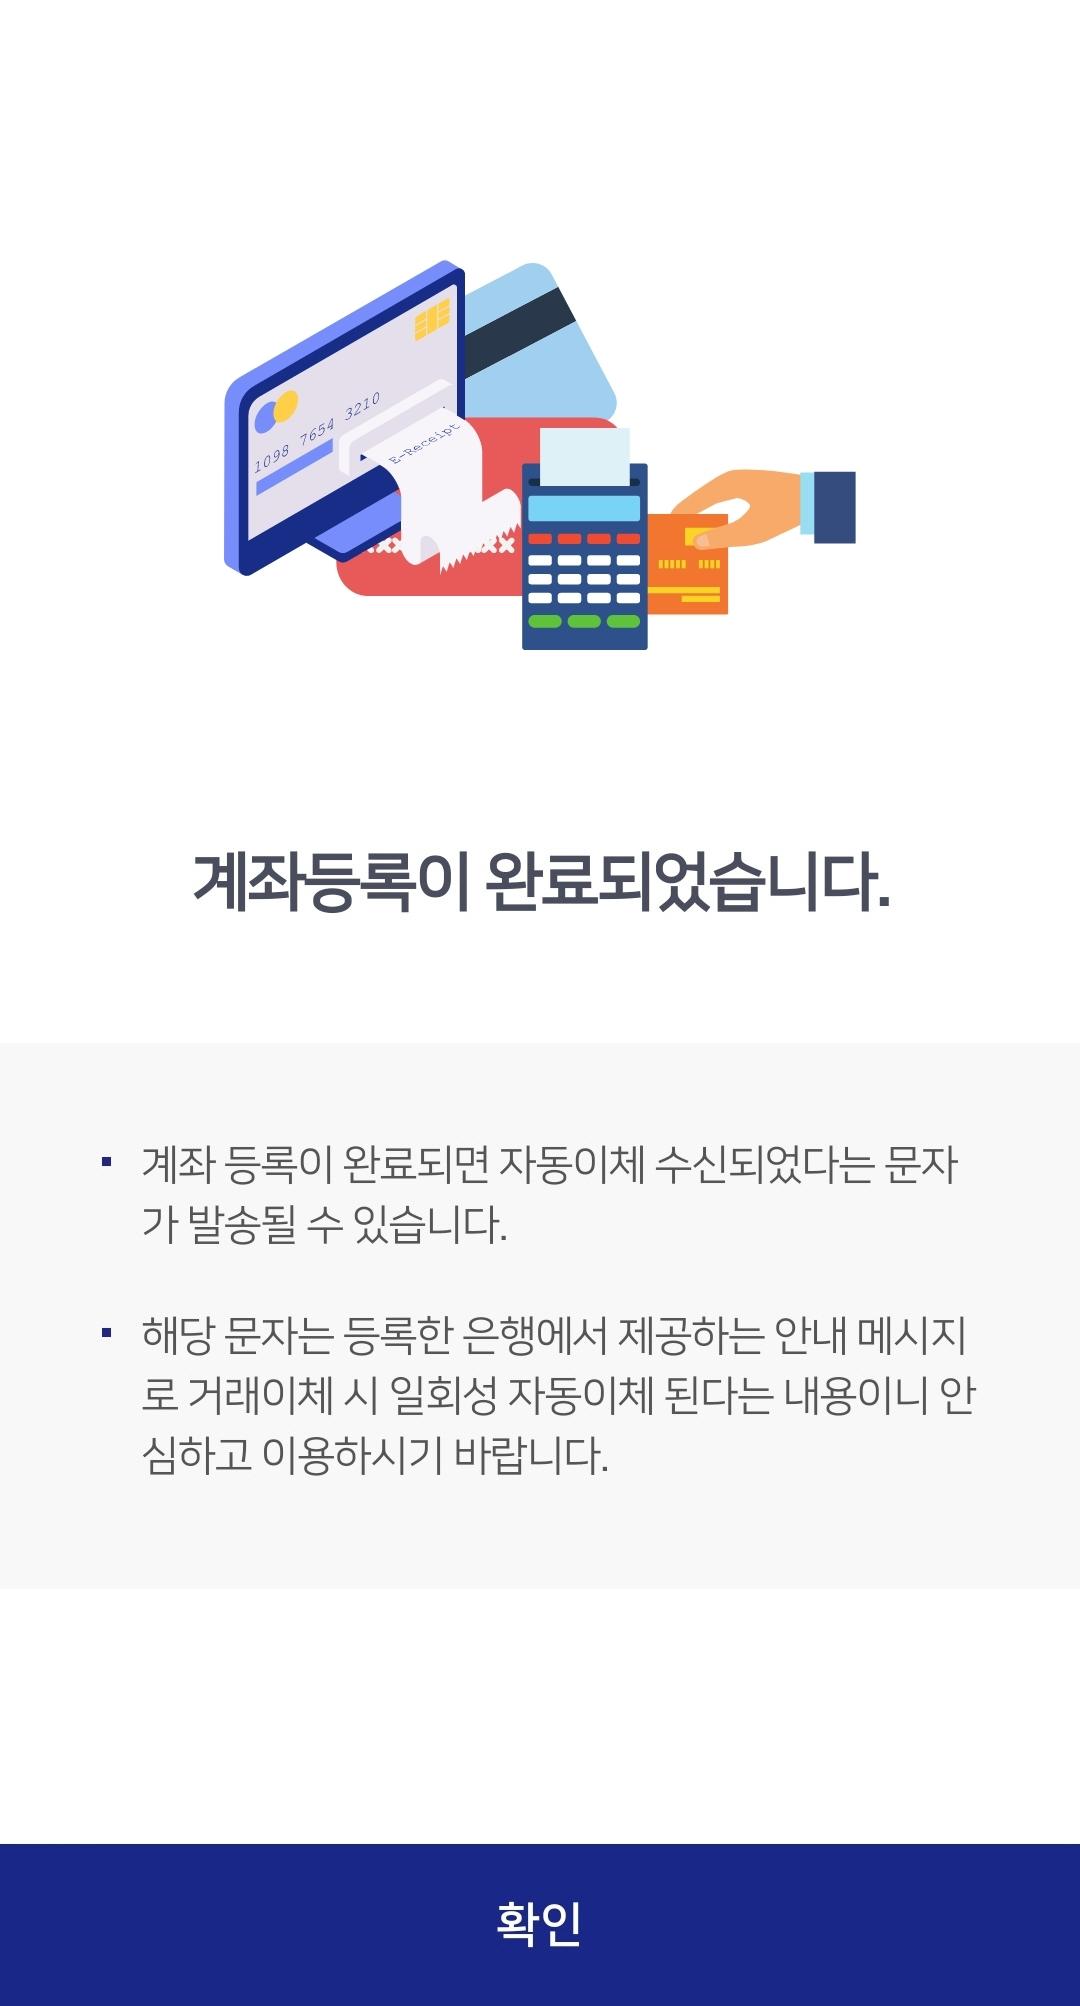 1098 7654 3210
E-Receipt
계좌등록이 완료되었습니다.
▪ 계좌 등록이 완료되면 자동이체 수신되었다는 문자
가 발송될 수 있습니다.
▪ 해당 문자는 등록한 은행에서 제공하는 안내 메시지
로 거래이체 시 일회성 자동이체 된다는 내용이니 안
심하고 이용하시기 바랍니다.
확인